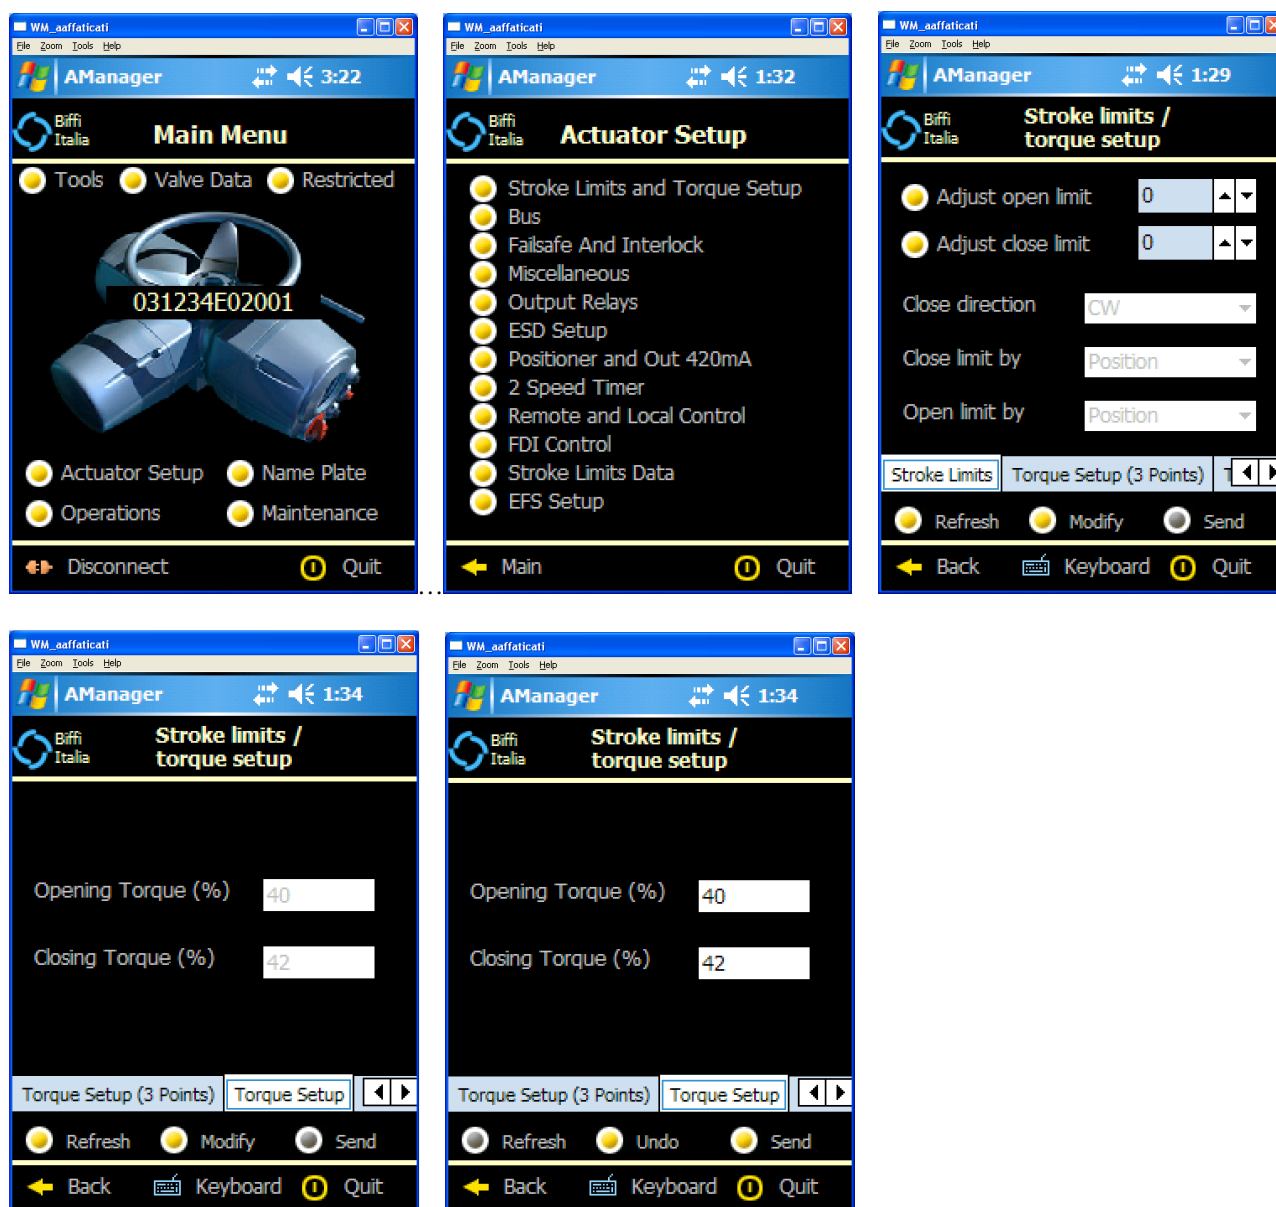 WM_aaffaticati
File Zoom Tools Help
AManager 3:22
Biffi
Italia
Main Menu
Tools Valve Data Restricted
031234E02001
Actuator Setup Name Plate
Operations Maintenance
Disconnect Quit
...
WM_aaffaticati
File Zoom Tools Help
AManager 1:32
Biffi
Italia
Actuator Setup
Stroke Limits and Torque Setup
Bus
Failsafe And Interlock
Miscellaneous
Output Relays
ESD Setup
Positioner and Out 420mA
2 Speed Timer
Remote and Local Control
FDI Control
Stroke Limits Data
EFS Setup
Main Quit
WM_aaffaticati
File Zoom Tools Help
AManager 1:29
Biffi
Italia
Stroke limits /
torque setup
Adjust open limit 0
Adjust close limit 0
Close direction CW
Close limit by Position
Open limit by Position
Stroke Limits Torque Setup (3 Points) T
Refresh Modify Send
Back Keyboard Quit
WM_aaffaticati
File Zoom Tools Help
AManager 1:34
Biffi
Italia
Stroke limits /
torque setup
Opening Torque (%) 40
Closing Torque (%) 42
Torque Setup (3 Points) Torque Setup
Refresh Modify Send
Back Keyboard Quit
WM_aaffaticati
File Zoom Tools Help
AManager 1:34
Biffi
Italia
Stroke limits /
torque setup
Opening Torque (%) 40
Closing Torque (%) 42
Torque Setup (3 Points) Torque Setup
Refresh Undo Send
Back Keyboard Quit